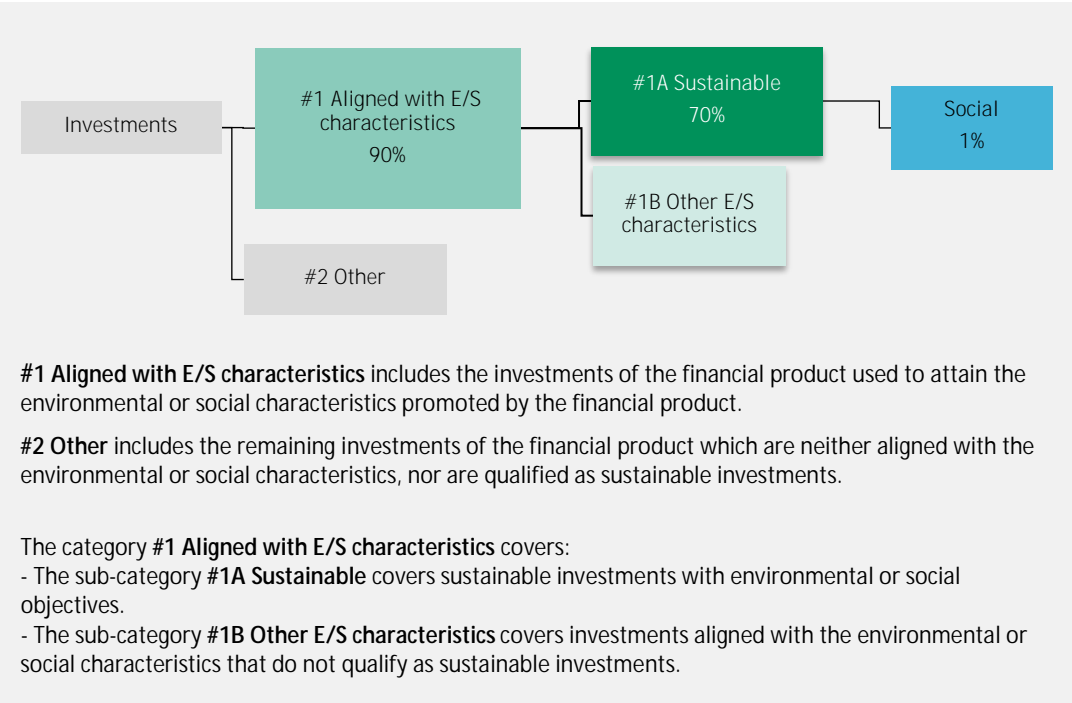 Investments
#1 Aligned with E/S
characteristics
90%
#1A Sustainable
70%
Social
1%
#1B Other E/S
characteristics
#2 Other
#1 Aligned with E/S characteristics includes the investments of the financial product used to attain the
environmental or social characteristics promoted by the financial product.
#2 Other includes the remaining investments of the financial product which are neither aligned with the
environmental or social characteristics, nor are qualified as sustainable investments.
The category #1 Aligned with E/S characteristics covers:
- The sub-category #1A Sustainable covers sustainable investments with environmental or social
objectives.
- The sub-category #1B Other E/S characteristics covers investments aligned with the environmental or
social characteristics that do not qualify as sustainable investments.